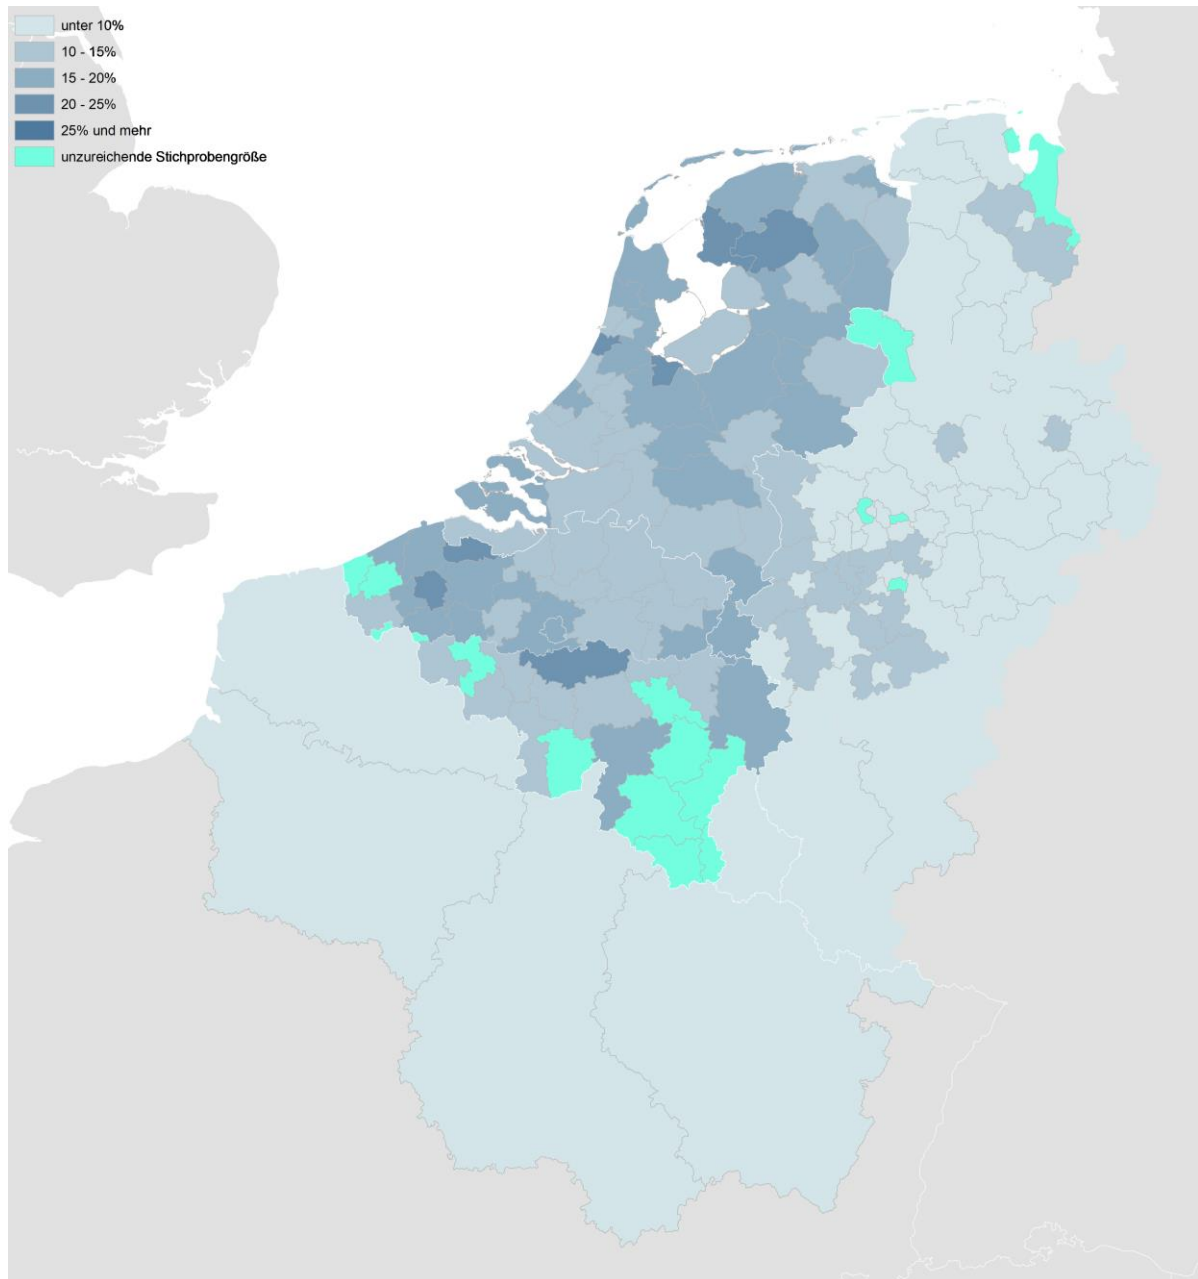 unter 10%
10 - 15%
15 - 20%
20 - 25%
25% und mehr
unzureichende Stichprobengröße